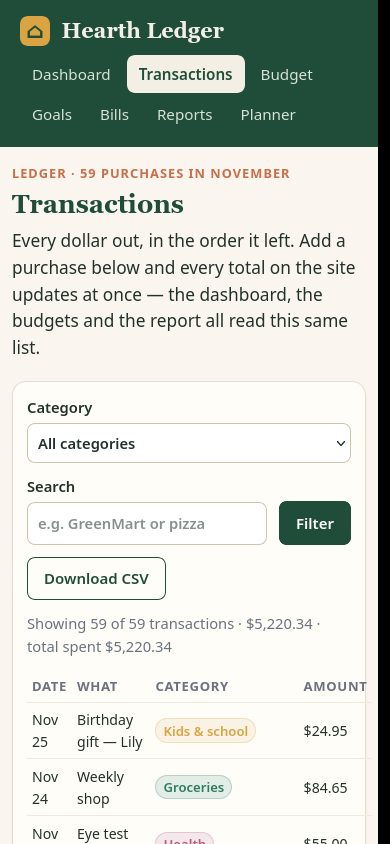 Hearth Ledger
Dashboard Transactions Budget
Goals Bills Reports Planner
LEDGER · 59 PURCHASES IN NOVEMBER
Transactions
Every dollar out, in the order it left. Add a
purchase below and every total on the site
updates at once — the dashboard, the
budgets and the report all read this same
list.
Category
All categories
Search
e.g. GreenMart or pizza Filter
Download CSV
Showing 59 of 59 transactions · $5,220.34 ·
total spent $5,220.34
DATE WHAT CATEGORY AMOUNT
Nov 25 Birthday gift — Lily Kids & school $24.95
Nov 24 Weekly shop Groceries $84.65
Nov Eye test Health $55.00